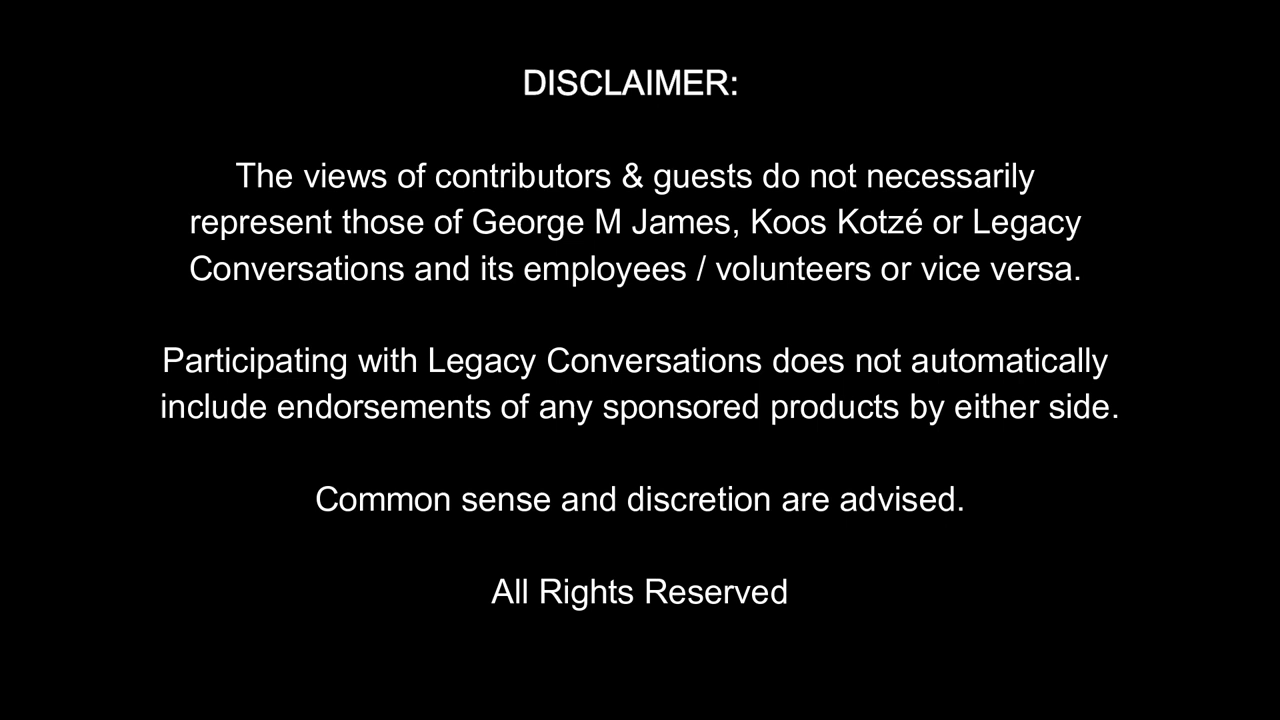 DISCLAIMER:
The views of contributors & guests do not necessarily
represent those of George M James, Koos Kotzé or Legacy
Conversations and its employees / volunteers or vice versa.
Participating with Legacy Conversations does not automatically
include endorsements of any sponsored products by either side.
Common sense and discretion are advised.
All Rights Reserved